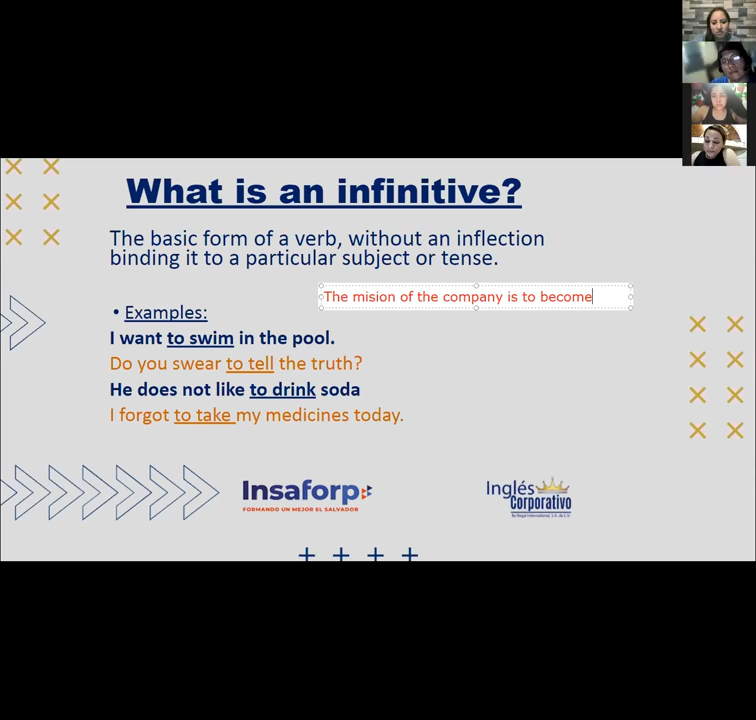 What is an infinitive?
The basic form of a verb, without an inflection
binding it to a particular subject or tense.
The mision of the company is to become
• Examples:
I want to swim in the pool.
Do you swear to tell the truth?
He does not like to drink soda
I forgot to take my medicines today.
Insaforp
FORMANDO UN MEJOR EL SALVADOR
Inglés
Corporativo